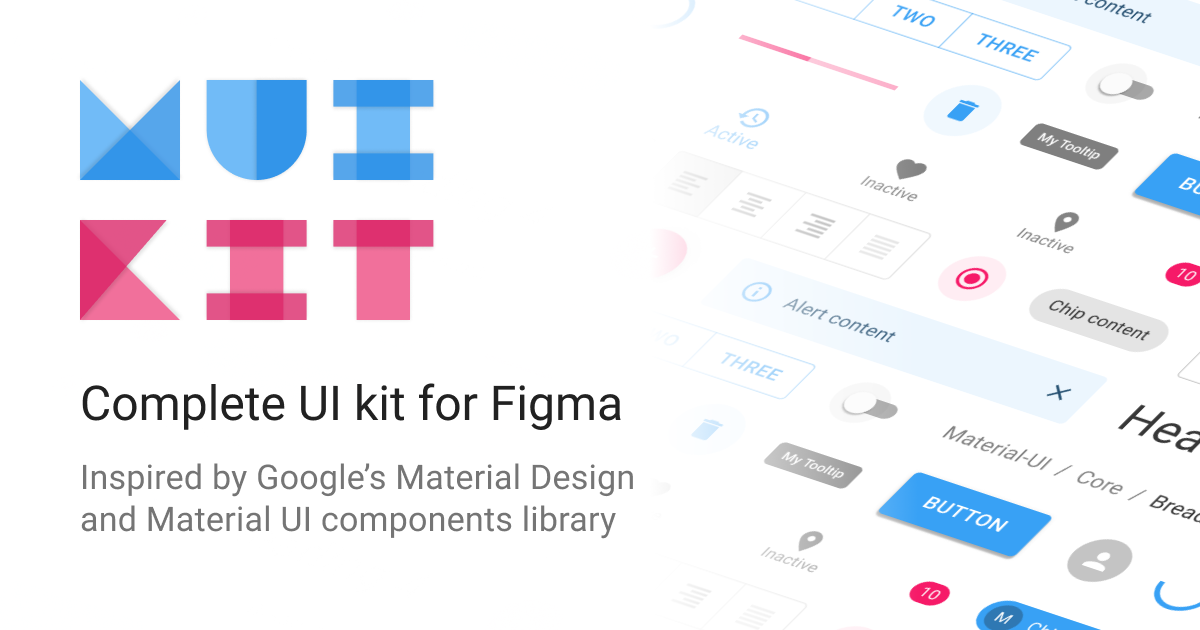 MUI
KIT
Complete UI kit for Figma
Inspired by Google’s Material Design
and Material UI components library
content
TWO
THREE
My Tooltip
Active
Inactive
Inactive
10
Alert content
Chip content
THREE
My Tooltip
Material-UI / Core /
BUTTON
Inactive
10
M